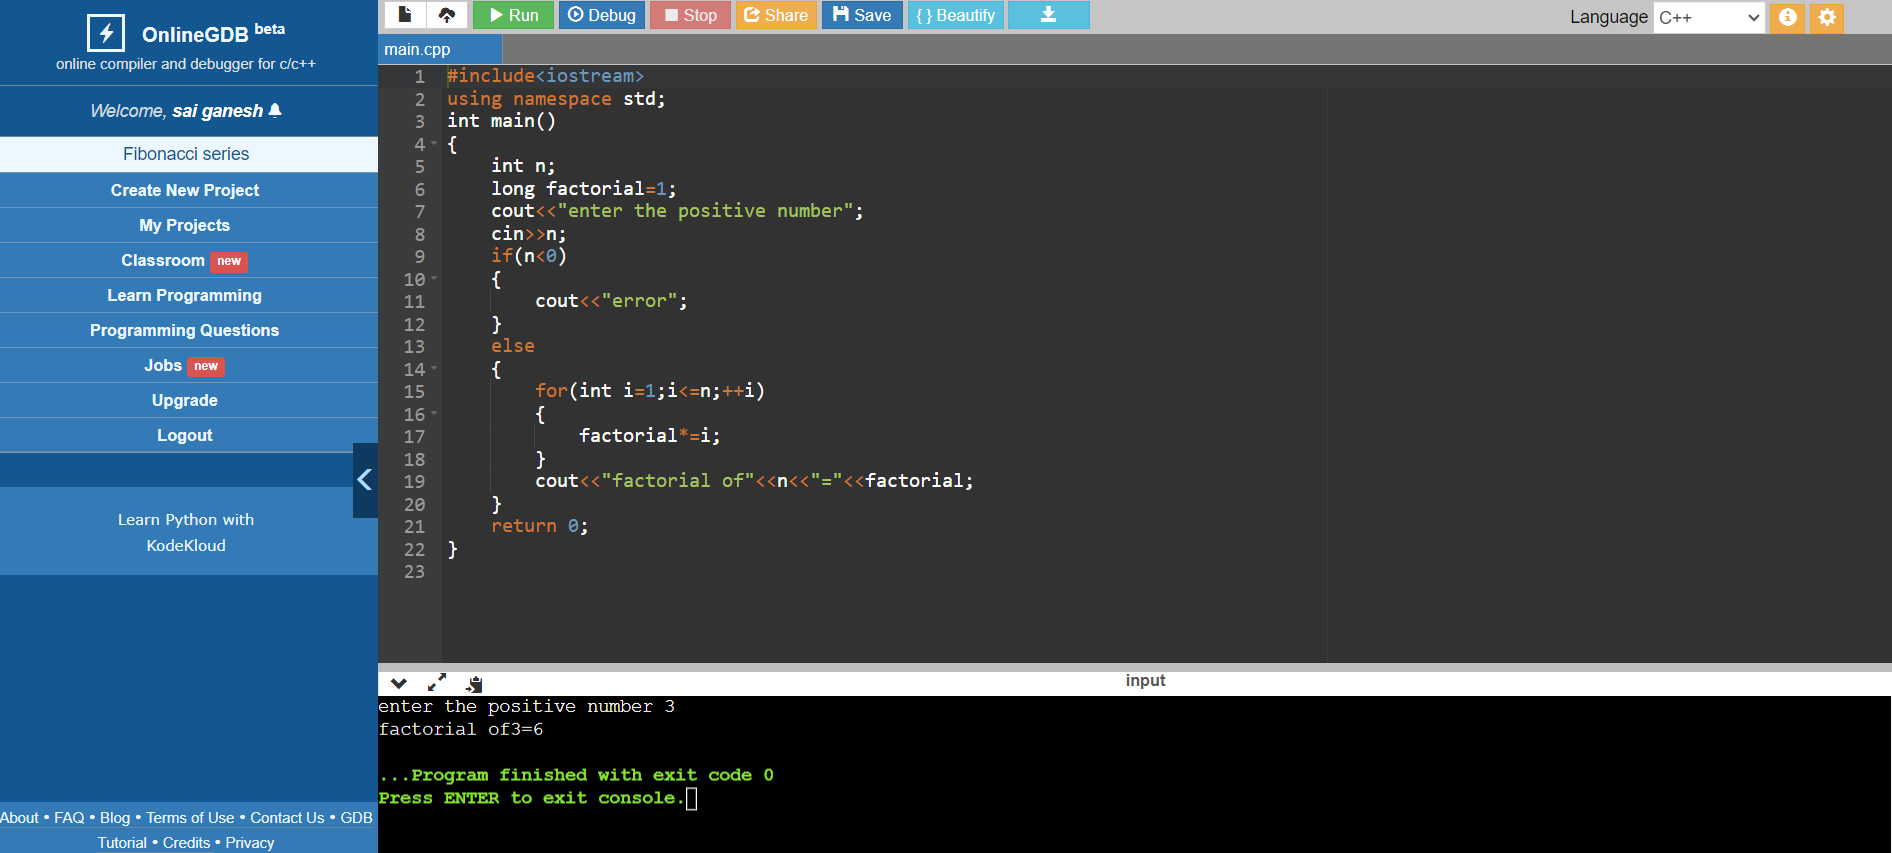 OnlineGDB beta
online compiler and debugger for c/c++
Welcome, sai ganesh
Fibonacci series
Create New Project
My Projects
Classroom new
Learn Programming
Programming Questions
Jobs new
Upgrade
Logout
Learn Python with
KodeKloud
About • FAQ • Blog • Terms of Use • Contact Us • GDB
Tutorial • Credits • Privacy
Run Debug Stop Share Save { } Beautify
Language C++
main.cpp
1 #include<iostream>
2 using namespace std;
3 int main()
4 {
5     int n;
6     long factorial=1;
7     cout<<"enter the positive number";
8     cin>>n;
9     if(n<0)
10     {
11         cout<<"error";
12     }
13     else
14     {
15         for(int i=1;i<=n;++i)
16         {
17             factorial*=i;
18         }
19         cout<<"factorial of"<<n<<"="<<factorial;
20     }
21     return 0;
22 }
23
input
enter the positive number 3
factorial of3=6
...Program finished with exit code 0
Press ENTER to exit console.